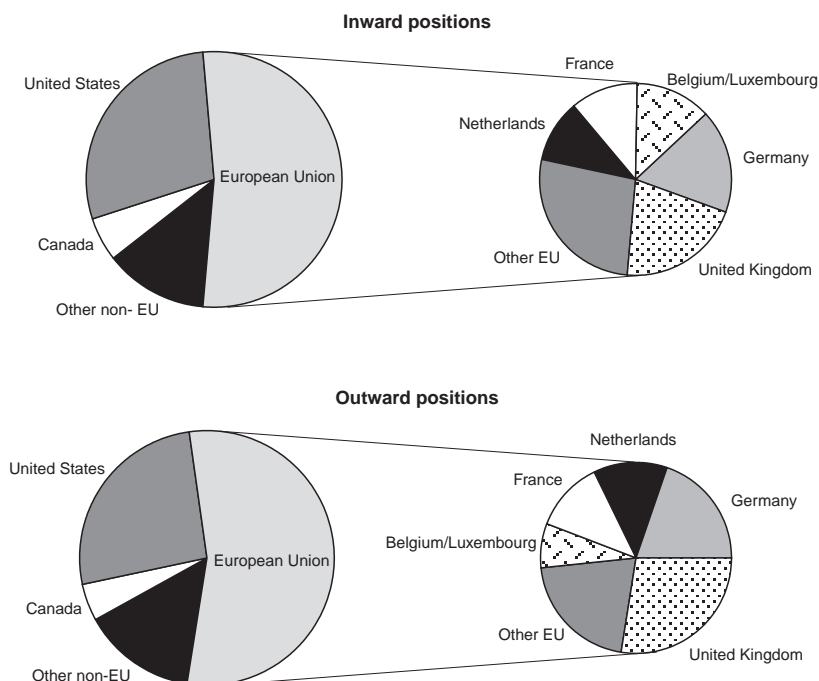 Inward positions
France
United States
Belgium/Luxembourg
Netherlands
Germany
European Union
Canada
Other EU
United Kingdom
Other non- EU
Outward positions
Netherlands
United States
France
Germany
Belgium/Luxembourg
European Union
Canada
Other EU
United Kingdom
Other non-EU